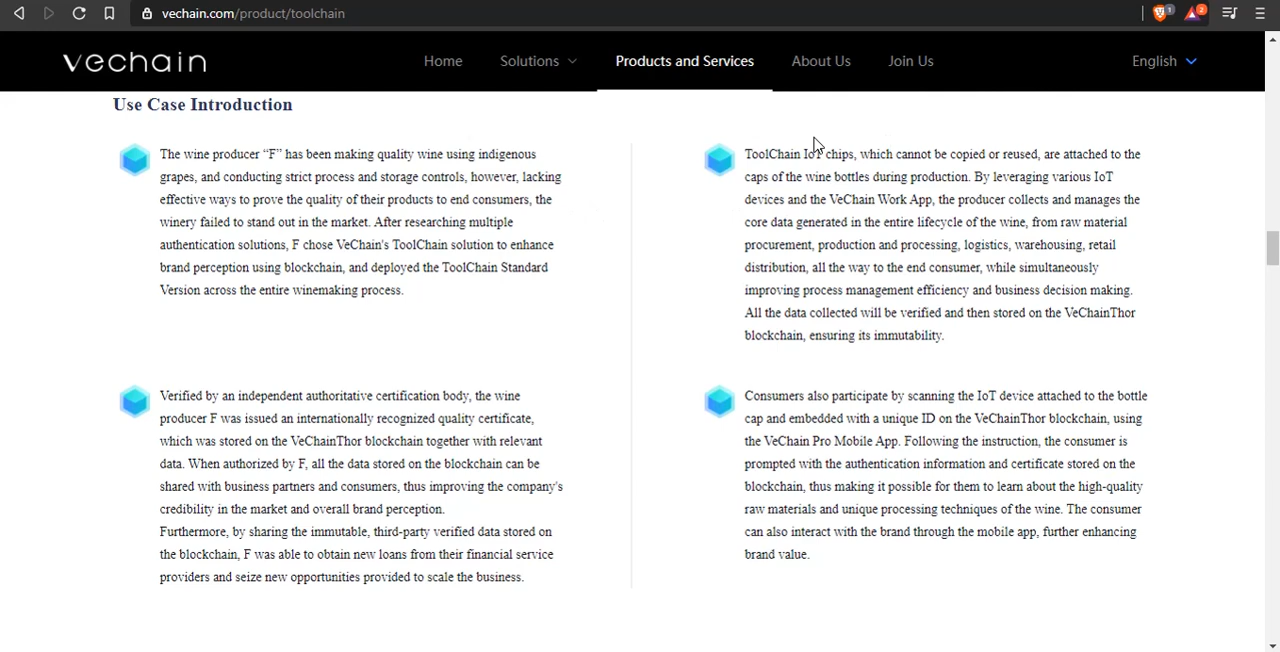 vechain.com/product/toolchain
1
2
vechain
Home
Solutions
Products and Services
About Us
Join Us
English
Use Case Introduction
The wine producer “F” has been making quality wine using indigenous
grapes, and conducting strict process and storage controls, however, lacking
effective ways to prove the quality of their products to end consumers, the
winery failed to stand out in the market. After researching multiple
authentication solutions, F chose VeChain's ToolChain solution to enhance
brand perception using blockchain, and deployed the ToolChain Standard
Version across the entire winemaking process.
ToolChain IoT chips, which cannot be copied or reused, are attached to the
caps of the wine bottles during production. By leveraging various IoT
devices and the VeChain Work App, the producer collects and manages the
core data generated in the entire lifecycle of the wine, from raw material
procurement, production and processing, logistics, warehousing, retail
distribution, all the way to the end consumer, while simultaneously
improving process management efficiency and business decision making.
All the data collected will be verified and then stored on the VeChainThor
blockchain, ensuring its immutability.
Verified by an independent authoritative certification body, the wine
producer F was issued an internationally recognized quality certificate,
which was stored on the VeChainThor blockchain together with relevant
data. When authorized by F, all the data stored on the blockchain can be
shared with business partners and consumers, thus improving the company's
credibility in the market and overall brand perception.
Furthermore, by sharing the immutable, third-party verified data stored on
the blockchain, F was able to obtain new loans from their financial service
providers and seize new opportunities provided to scale the business.
Consumers also participate by scanning the IoT device attached to the bottle
cap and embedded with a unique ID on the VeChainThor blockchain, using
the VeChain Pro Mobile App. Following the instruction, the consumer is
prompted with the authentication information and certificate stored on the
blockchain, thus making it possible for them to learn about the high-quality
raw materials and unique processing techniques of the wine. The consumer
can also interact with the brand through the mobile app, further enhancing
brand value.